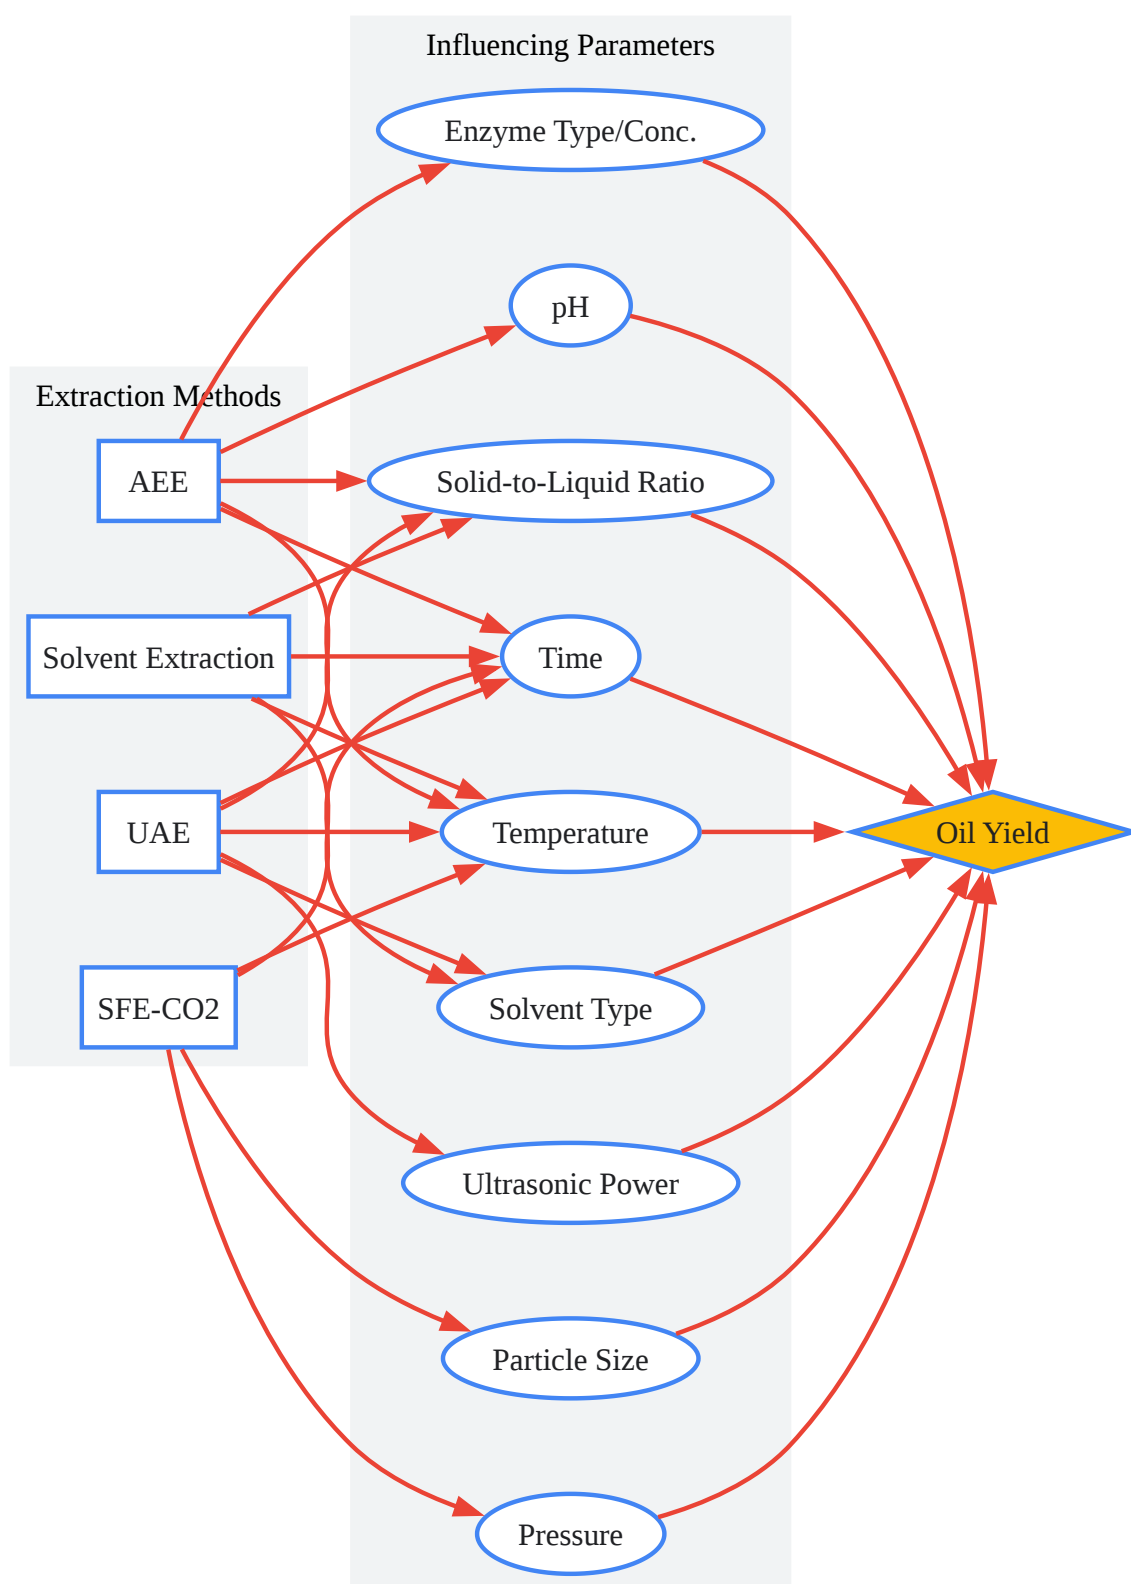 Influencing Parameters
Enzyme Type/Conc.
pH
Extraction Methods
AEE
Solid-to-Liquid Ratio
Solvent Extraction
Time
UAE
Temperature
Oil Yield
SFE-CO2
Solvent Type
Ultrasonic Power
Particle Size
Pressure